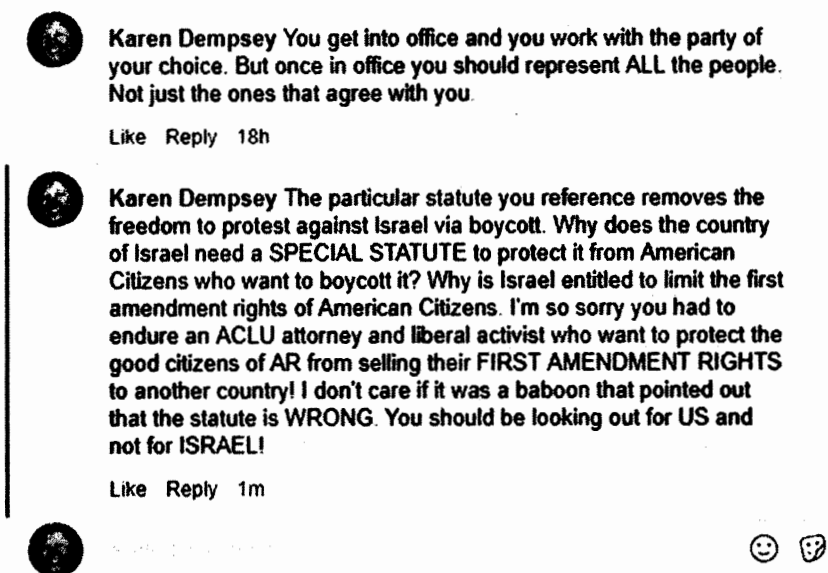 Karen Dempsey You get into office and you work with the party of
your choice. But once in office you should represent ALL the people.
Not just the ones that agree with you.
Like Reply 18h
Karen Dempsey The particular statute you reference removes the
freedom to protest against Israel via boycott. Why does the country
of Israel need a SPECIAL STATUTE to protect it from American
Citizens who want to boycott it? Why is Israel entitled to limit the first
amendment rights of American Citizens. I'm so sorry you had to
endure an ACLU attorney and liberal activist who want to protect the
good citizens of AR from selling their FIRST AMENDMENT RIGHTS
to another country! I don't care if it was a baboon that pointed out
that the statute is WRONG. You should be looking out for US and
not for ISRAEL!
Like Reply 1m